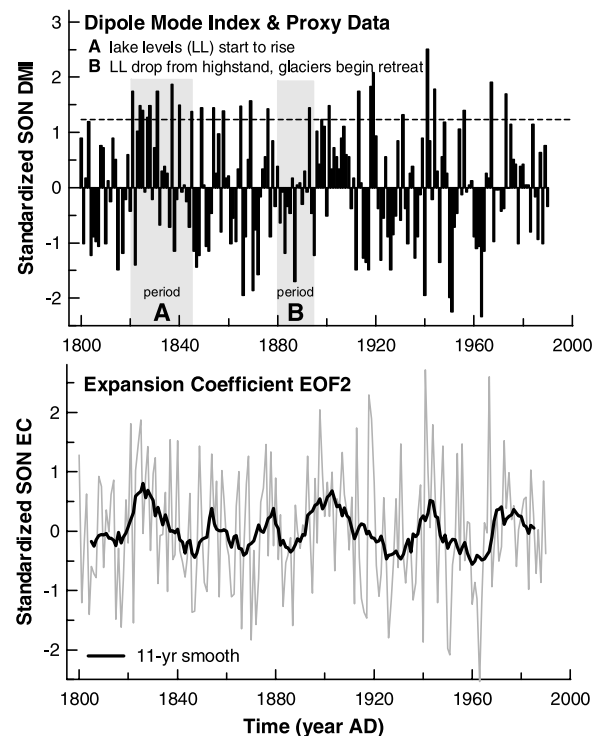 Dipole Mode Index & Proxy Data
A lake levels (LL) start to rise
B LL drop from highstand, glaciers begin retreat
Standardized SON DMI
3
2
1
0
-1
-2
period
A
period
B
1800 1840 1880 1920 1960 2000
Expansion Coefficient EOF2
Standardized SON EC
2
1
0
-1
-2
11-yr smooth
1800 1840 1880 1920 1960 2000
Time (year AD)